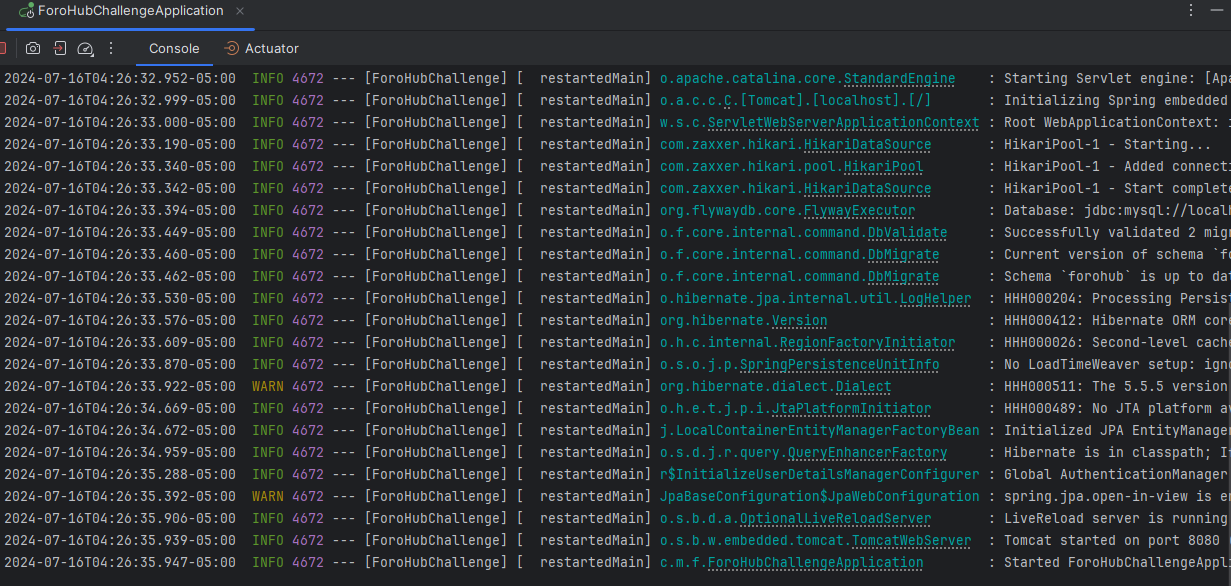 ForoHubChallengeApplication
Console Actuator
2024-07-16T04:26:32.952-05:00 INFO 4672 --- [ForoHubChallenge] [ restartedMain] o.apache.catalina.core.StandardEngine : Starting Servlet engine: [Apa
2024-07-16T04:26:32.999-05:00 INFO 4672 --- [ForoHubChallenge] [ restartedMain] o.a.c.c.C.[Tomcat].[localhost].[/] : Initializing Spring embedded
2024-07-16T04:26:33.000-05:00 INFO 4672 --- [ForoHubChallenge] [ restartedMain] w.s.c.ServletWebServerApplicationContext : Root WebApplicationContext: i
2024-07-16T04:26:33.190-05:00 INFO 4672 --- [ForoHubChallenge] [ restartedMain] com.zaxxer.hikari.HikariDataSource : HikariPool-1 - Starting...
2024-07-16T04:26:33.340-05:00 INFO 4672 --- [ForoHubChallenge] [ restartedMain] com.zaxxer.hikari.pool.HikariPool : HikariPool-1 - Added connecti
2024-07-16T04:26:33.342-05:00 INFO 4672 --- [ForoHubChallenge] [ restartedMain] com.zaxxer.hikari.HikariDataSource : HikariPool-1 - Start complete
2024-07-16T04:26:33.394-05:00 INFO 4672 --- [ForoHubChallenge] [ restartedMain] org.flywaydb.core.FlywayExecutor : Database: jdbc:mysql://localh
2024-07-16T04:26:33.449-05:00 INFO 4672 --- [ForoHubChallenge] [ restartedMain] o.f.core.internal.command.DbValidate : Successfully validated 2 migr
2024-07-16T04:26:33.460-05:00 INFO 4672 --- [ForoHubChallenge] [ restartedMain] o.f.core.internal.command.DbMigrate : Current version of schema `fo
2024-07-16T04:26:33.462-05:00 INFO 4672 --- [ForoHubChallenge] [ restartedMain] o.f.core.internal.command.DbMigrate : Schema `forohub` is up to dat
2024-07-16T04:26:33.530-05:00 INFO 4672 --- [ForoHubChallenge] [ restartedMain] o.hibernate.jpa.internal.util.LogHelper : HHH000204: Processing Persist
2024-07-16T04:26:33.576-05:00 INFO 4672 --- [ForoHubChallenge] [ restartedMain] org.hibernate.Version : HHH000412: Hibernate ORM core
2024-07-16T04:26:33.609-05:00 INFO 4672 --- [ForoHubChallenge] [ restartedMain] o.h.c.internal.RegionFactoryInitiator : HHH000026: Second-level cache
2024-07-16T04:26:33.870-05:00 INFO 4672 --- [ForoHubChallenge] [ restartedMain] o.s.o.j.p.SpringPersistenceUnitInfo : No LoadTimeWeaver setup: igno
2024-07-16T04:26:33.922-05:00 WARN 4672 --- [ForoHubChallenge] [ restartedMain] org.hibernate.dialect.Dialect : HHH000511: The 5.5.5 version
2024-07-16T04:26:34.669-05:00 INFO 4672 --- [ForoHubChallenge] [ restartedMain] o.h.e.t.j.p.i.JtaPlatformInitiator : HHH000489: No JTA platform av
2024-07-16T04:26:34.672-05:00 INFO 4672 --- [ForoHubChallenge] [ restartedMain] j.LocalContainerEntityManagerFactoryBean : Initialized JPA EntityManager
2024-07-16T04:26:34.959-05:00 INFO 4672 --- [ForoHubChallenge] [ restartedMain] o.s.d.j.r.query.QueryEnhancerFactory : Hibernate is in classpath; If
2024-07-16T04:26:35.288-05:00 INFO 4672 --- [ForoHubChallenge] [ restartedMain] r$InitializeUserDetailsManagerConfigurer : Global AuthenticationManager
2024-07-16T04:26:35.392-05:00 WARN 4672 --- [ForoHubChallenge] [ restartedMain] JpaBaseConfiguration$JpaWebConfiguration : spring.jpa.open-in-view is en
2024-07-16T04:26:35.906-05:00 INFO 4672 --- [ForoHubChallenge] [ restartedMain] o.s.b.d.a.OptionalLiveReloadServer : LiveReload server is running
2024-07-16T04:26:35.939-05:00 INFO 4672 --- [ForoHubChallenge] [ restartedMain] o.s.b.w.embedded.tomcat.TomcatWebServer : Tomcat started on port 8080 (
2024-07-16T04:26:35.947-05:00 INFO 4672 --- [ForoHubChallenge] [ restartedMain] c.m.f.ForoHubChallengeApplication : Started ForoHubChallengeAppl